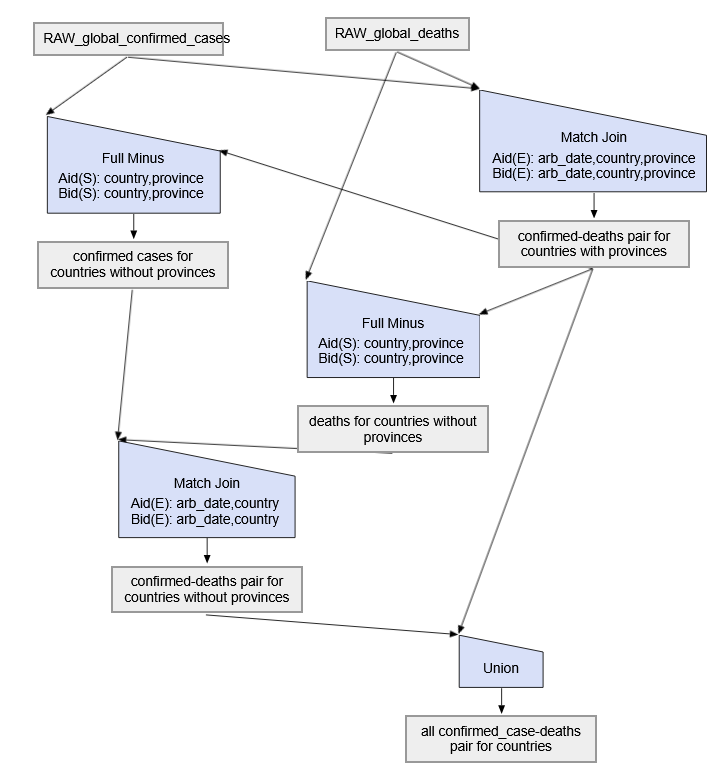 RAW_global_confirmed_cases
RAW_global_deaths
Match Join
Aid(E): arb_date,country,province
Bid(E): arb_date,country,province
Full Minus
Aid(S): country,province
Bid(S): country,province
confirmed-deaths pair for
countries with provinces
confirmed cases for
countries without provinces
Full Minus
Aid(S): country,province
Bid(S): country,province
deaths for countries without
provinces
Match Join
Aid(E): arb_date,country
Bid(E): arb_date,country
confirmed-deaths pair for
countries without provinces
Union
all confirmed_case-deaths
pair for countries